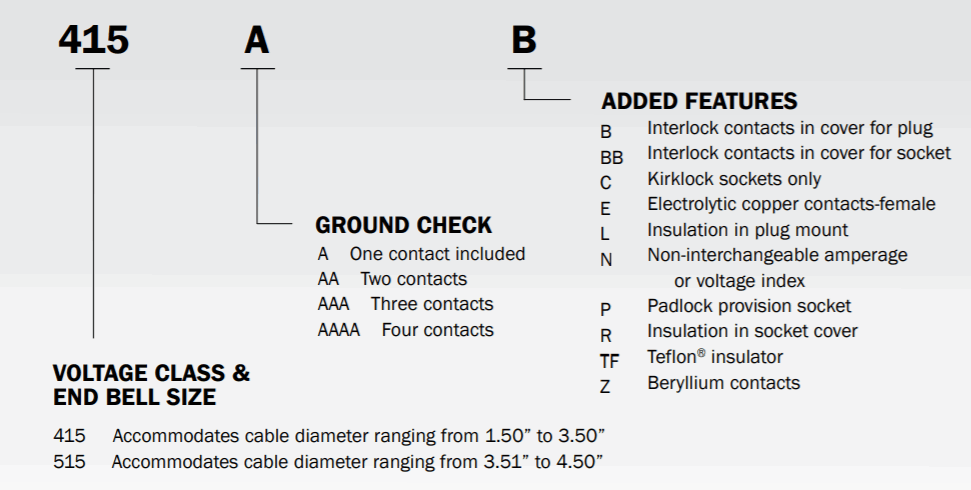 415 A B
ADDED FEATURES
B Interlock contacts in cover for plug
BB Interlock contacts in cover for socket
C Kirklock sockets only
E Electrolytic copper contacts-female
L Insulation in plug mount
N Non-interchangeable amperage
or voltage index
P Padlock provision socket
R Insulation in socket cover
TF Teflon® insulator
Z Beryllium contacts
GROUND CHECK
A One contact included
AA Two contacts
AAA Three contacts
AAAA Four contacts
VOLTAGE CLASS &
END BELL SIZE
415 Accommodates cable diameter ranging from 1.50” to 3.50”
515 Accommodates cable diameter ranging from 3.51” to 4.50”